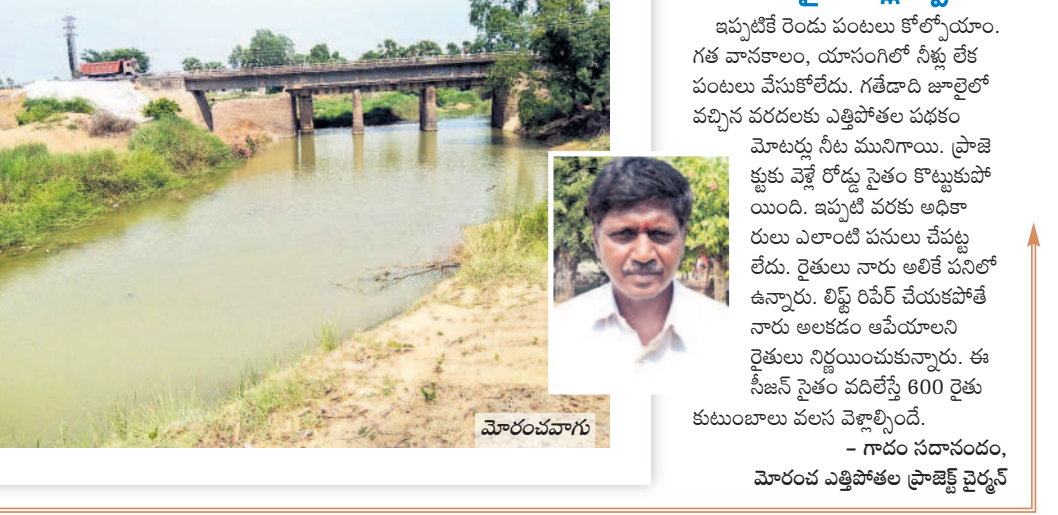 ఇప్పటికే రెండు పంటలు కోల్పోయాం.
గత వానకాలం, యాసంగిలో నీళ్లు లేక
పంటలు వేసుకోలేదు. గతేడాది జూలైలో
వచ్చిన వరదలకు ఎత్తిపోతల పథకం
మోటర్లు నీట మునిగాయి. ప్రాజె
క్టుకు వెళ్లే రోడ్డు సైతం కొట్టుకుపో
యింది. ఇప్పటి వరకు అధికా
రులు ఎలాంటి పనులు చేపట్ట
లేదు. రైతులు నారు అలికే పనిలో
ఉన్నారు. లిఫ్ట్ రిపేర్ చేయకపోతే
నారు అలకడం ఆపేయాలని
రైతులు నిర్ణయించుకున్నారు. ఈ
సీజన్ సైతం వదిలేస్తే 600 రైతు
కుటుంబాలు వలస వెళ్లాల్సిందే.
– గాదం సదానందం,
మోరంచ ఎత్తిపోతల ప్రాజెక్ట్ చైర్మన్
మోరంచవాగు